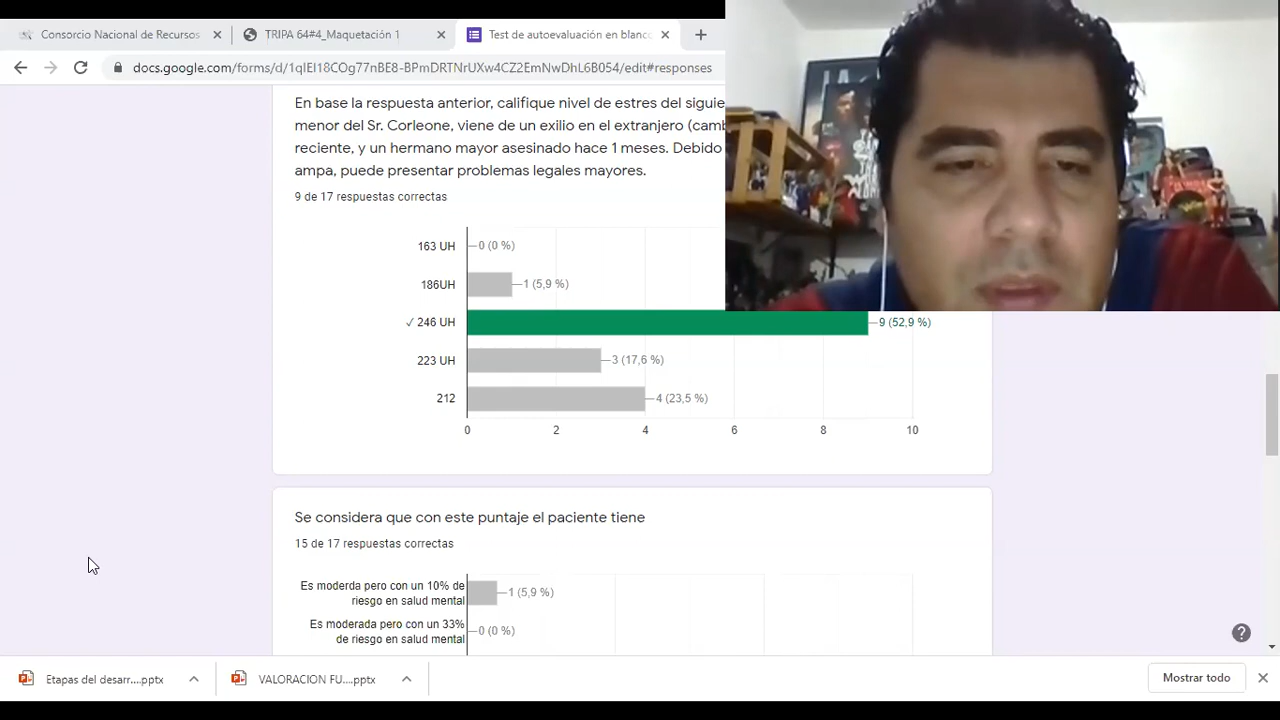 Consorcio Nacional de Recursos
TRIPA 64#4_Maquetación 1
Test de autoevaluación en blanco
docs.google.com/forms/d/1qIEI18COg77nBE8-BPmDRTNrUXw4CZ2EmNwDhL6B054/edit#responses
En base la respuesta anterior, califique nivel de estres del siguie
menor del Sr. Corleone, viene de un exilio en el extranjero (camb
reciente, y un hermano mayor asesinado hace 1 meses. Debido
ampa, puede presentar problemas legales mayores.
9 de 17 respuestas correctas
163 UH
0 (0 %)
186UH
1 (5,9 %)
✓ 246 UH
9 (52,9 %)
223 UH
3 (17,6 %)
212
4 (23,5 %)
0 2 4 6 8 10
Se considera que con este puntaje el paciente tiene
15 de 17 respuestas correctas
Es moderda pero con un 10% de
riesgo en salud mental
1 (5,9 %)
Es moderada pero con un 33%
de riesgo en salud mental
0 (0 %)
Etapas del desarr....pptx
VALORACION FU....pptx
Mostrar todo